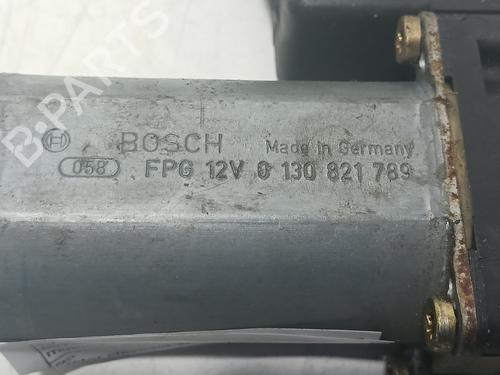 B-PARTS
BOSCH Made in Germany
058 FPG 12V 0 130 821 789